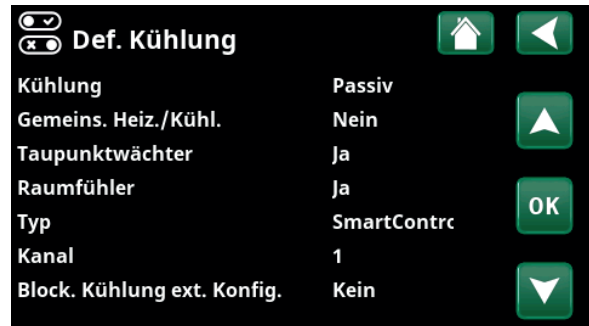 Def. Kühlung
Kühlung Passiv
Gemeins. Heiz./Kühl. Nein
Taupunktwächter Ja
Raumfühler Ja
OK
Typ SmartContrc
Kanal 1
Block. Kühlung ext. Konfig. Kein